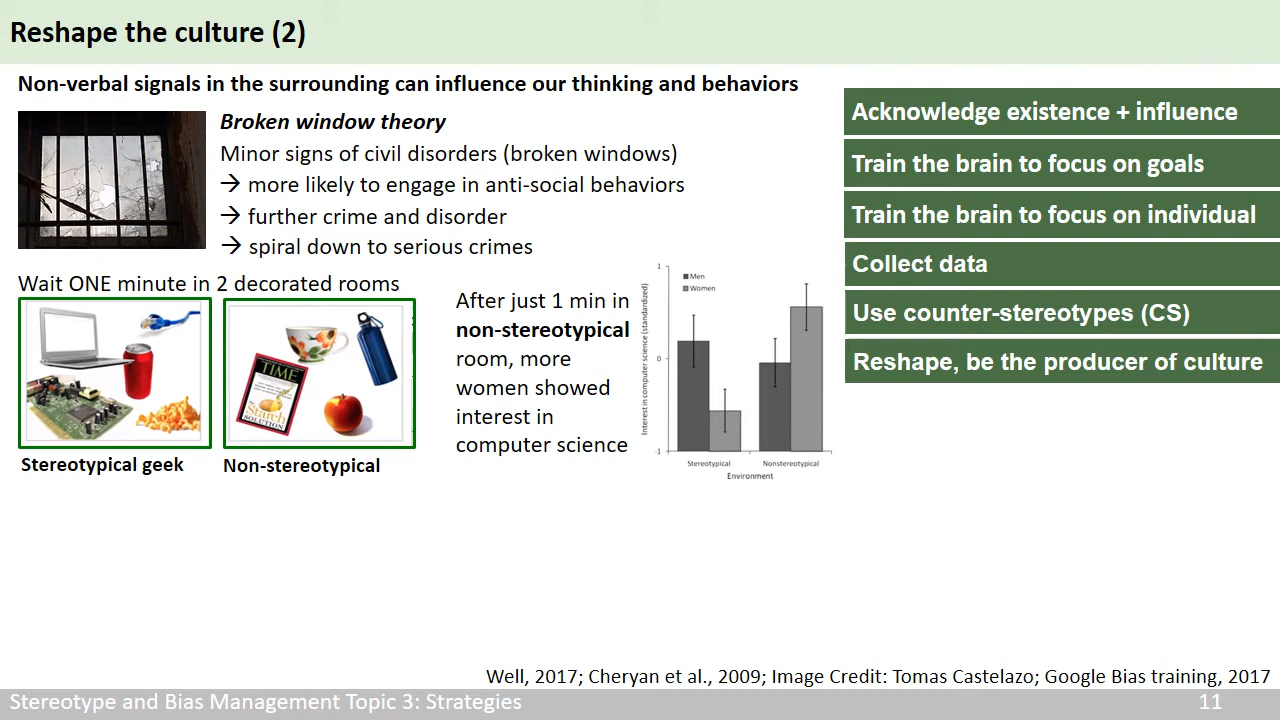 Reshape the culture (2)
Non-verbal signals in the surrounding can influence our thinking and behaviors
Broken window theory
Minor signs of civil disorders (broken windows)
→ more likely to engage in anti-social behaviors
→ further crime and disorder
→ spiral down to serious crimes
Wait ONE minute in 2 decorated rooms
TIME
Starch
SOLUTION
Stereotypical geek
Non-stereotypical
After just 1 min in
non-stereotypical
room, more
women showed
interest in
computer science
Interest in computer science (standardized)
1
0
-1
Men
Women
Stereotypical
Nonstereotypical
Environment
Acknowledge existence + influence
Train the brain to focus on goals
Train the brain to focus on individual
Collect data
Use counter-stereotypes (CS)
Reshape, be the producer of culture
Well, 2017; Cheryan et al., 2009; Image Credit: Tomas Castelazo; Google Bias training, 2017
Stereotype and Bias Management Topic 3: Strategies
11